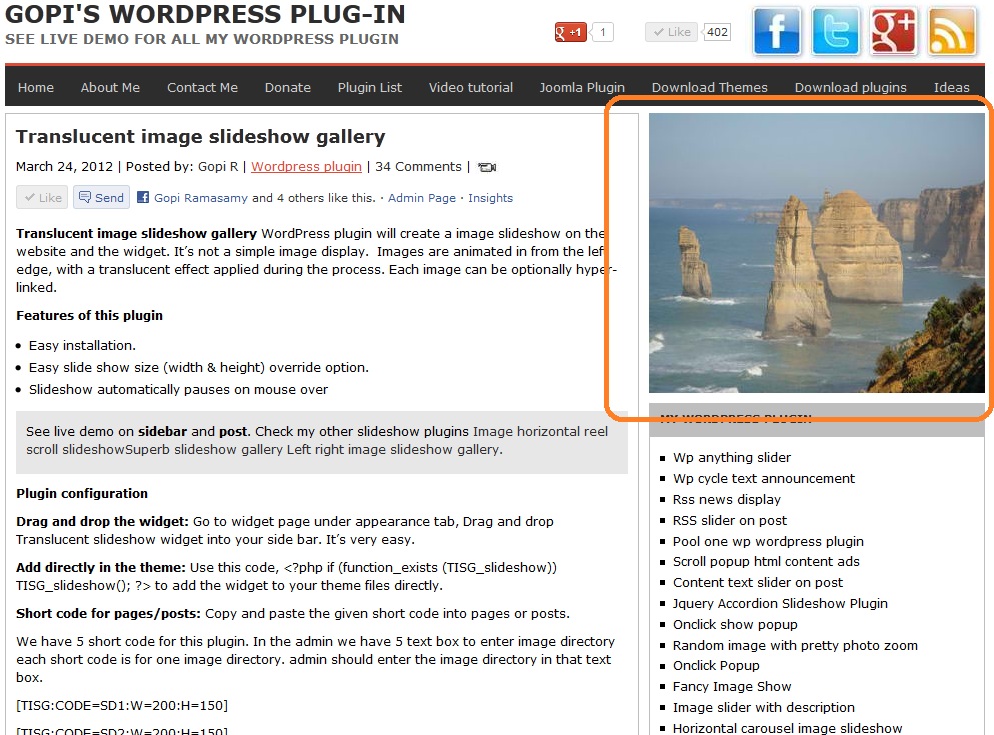 GOPI'S WORDPRESS PLUG-IN
SEE LIVE DEMO FOR ALL MY WORDPRESS PLUGIN
+1 1
Like 402
Home About Me Contact Me Donate Plugin List Video tutorial Joomla Plugin Download Themes Download plugins Ideas
Translucent image slideshow gallery
March 24, 2012 | Posted by: Gopi R | Wordpress plugin | 34 Comments |
Like Send Gopi Ramasamy and 4 others like this. · Admin Page · Insights
Translucent image slideshow gallery WordPress plugin will create a image slideshow on the
website and the widget. It's not a simple image display. Images are animated in from the left
edge, with a translucent effect applied during the process. Each image can be optionally hyper-
linked.
Features of this plugin
Easy installation.
Easy slide show size (width & height) override option.
Slideshow automatically pauses on mouse over
See live demo on sidebar and post. Check my other slideshow plugins Image horizontal reel
scroll slideshowSuperb slideshow gallery Left right image slideshow gallery.
Plugin configuration
Drag and drop the widget: Go to widget page under appearance tab, Drag and drop
Translucent slideshow widget into your side bar. It's very easy.
Add directly in the theme: Use this code, <?php if (function_exists (TISG_slideshow))
TISG_slideshow(); ?> to add the widget to your theme files directly.
Short code for pages/posts: Copy and paste the given short code into pages or posts.
We have 5 short code for this plugin. In the admin we have 5 text box to enter image directory
each short code is for one image directory. admin should enter the image directory in that text
box.
[TISG:CODE=SD1:W=200:H=150]
[TISG:CODE=SD2:W=200:H=150]
MY WORDPRESS PLUGIN
Wp anything slider
Wp cycle text announcement
Rss news display
RSS slider on post
Pool one wp wordpress plugin
Scroll popup html content ads
Content text slider on post
Jquery Accordion Slideshow Plugin
Onclick show popup
Random image with pretty photo zoom
Onclick Popup
Fancy Image Show
Image slider with description
Horizontal carousel image slideshow